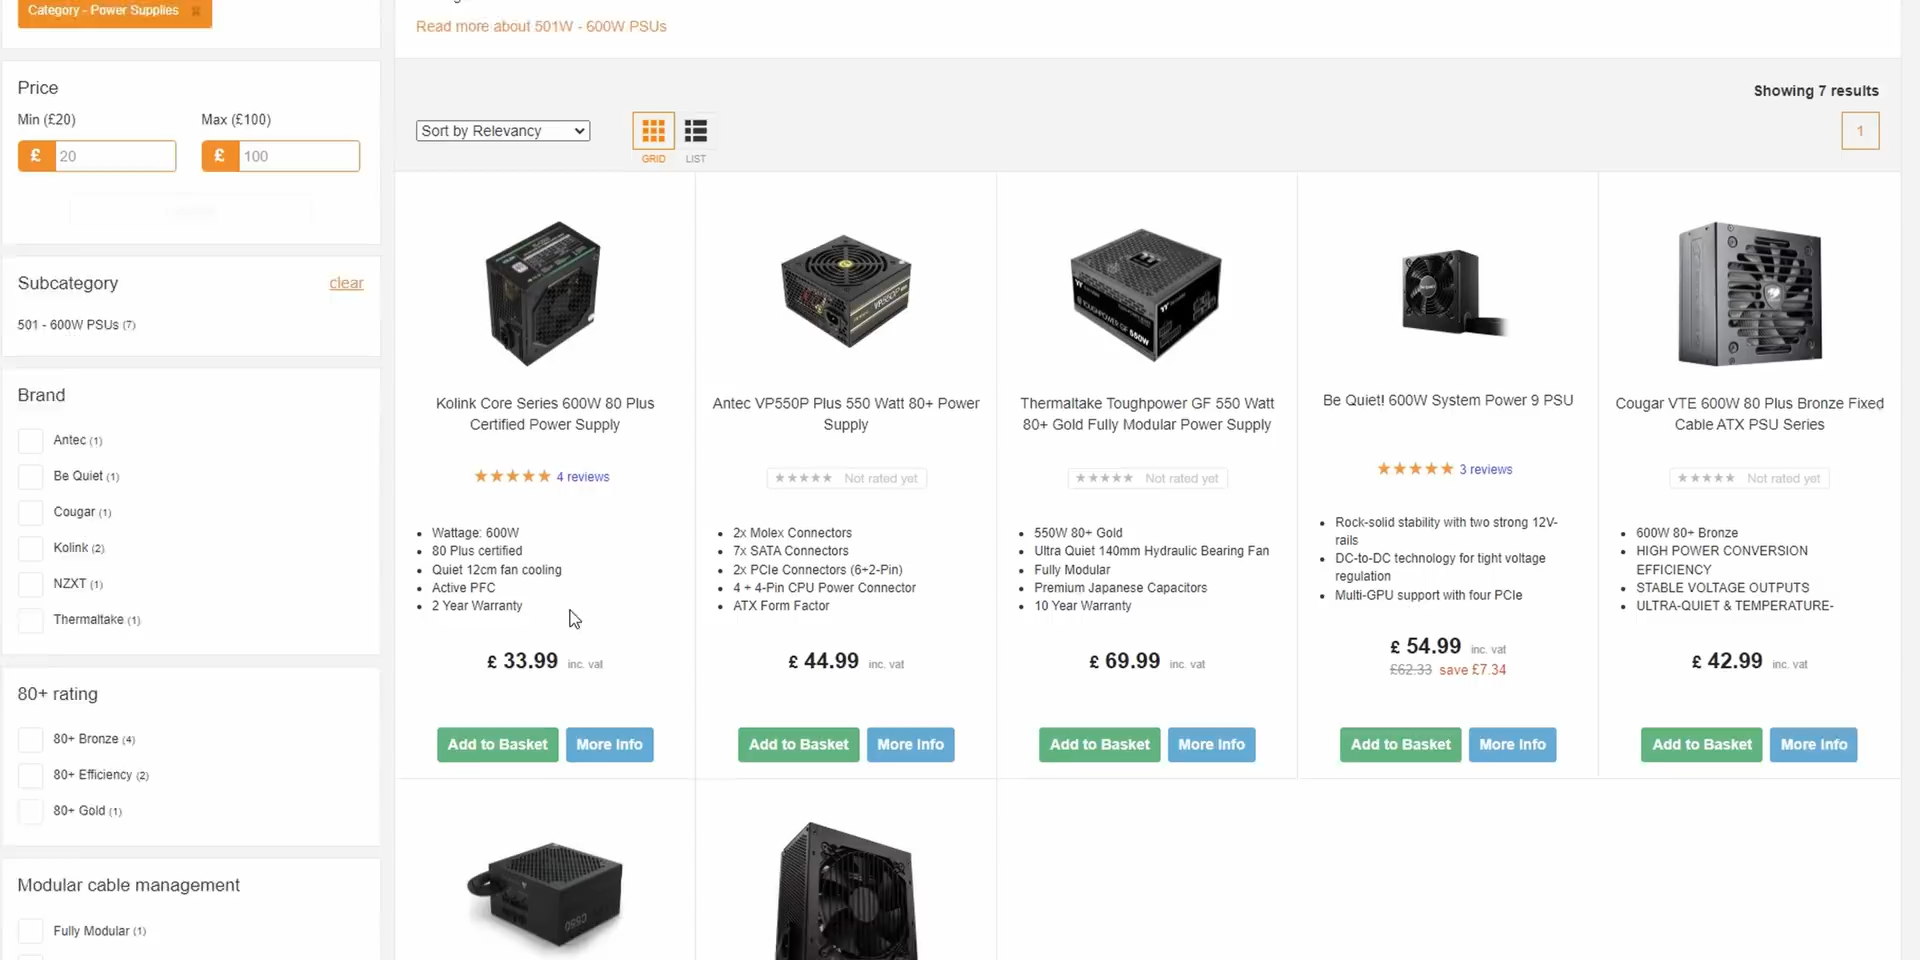 Category - Power Supplies x
Read more about 501W - 600W PSUs
Price
Min (£20)
Max (£100)
£ 20
£ 100
Subcategory
clear
501 - 600W PSUs (7)
Brand
Antec (1)
Be Quiet (1)
Cougar (1)
Kolink (2)
NZXT (1)
Thermaltake (1)
80+ rating
80+ Bronze (4)
80+ Efficiency (2)
80+ Gold (1)
Modular cable management
Fully Modular (1)
Showing 7 results
Sort by Relevancy
GRID
LIST
1
Kolink Core Series 600W 80 Plus
Certified Power Supply
4 reviews
Wattage: 600W
80 Plus certified
Quiet 12cm fan cooling
Active PFC
2 Year Warranty
£ 33.99 inc. vat
Add to Basket
More Info
VP550P
Antec VP550P Plus 550 Watt 80+ Power
Supply
Not rated yet
2x Molex Connectors
7x SATA Connectors
2x PCIe Connectors (6+2-Pin)
4 + 4-Pin CPU Power Connector
ATX Form Factor
£ 44.99 inc. vat
Add to Basket
More Info
TOUGHPOWER GF 550W
Thermaltake Toughpower GF 550 Watt
80+ Gold Fully Modular Power Supply
Not rated yet
550W 80+ Gold
Ultra Quiet 140mm Hydraulic Bearing Fan
Fully Modular
Premium Japanese Capacitors
10 Year Warranty
£ 69.99 inc. vat
Add to Basket
More Info
Be Quiet! 600W System Power 9 PSU
3 reviews
Rock-solid stability with two strong 12V-
rails
DC-to-DC technology for tight voltage
regulation
Multi-GPU support with four PCIe
£ 54.99 inc. vat
£62.33 save £7.34
Add to Basket
More Info
Cougar VTE 600W 80 Plus Bronze Fixed
Cable ATX PSU Series
Not rated yet
600W 80+ Bronze
HIGH POWER CONVERSION
EFFICIENCY
STABLE VOLTAGE OUTPUTS
ULTRA-QUIET & TEMPERATURE-
£ 42.99 inc. vat
Add to Basket
More Info